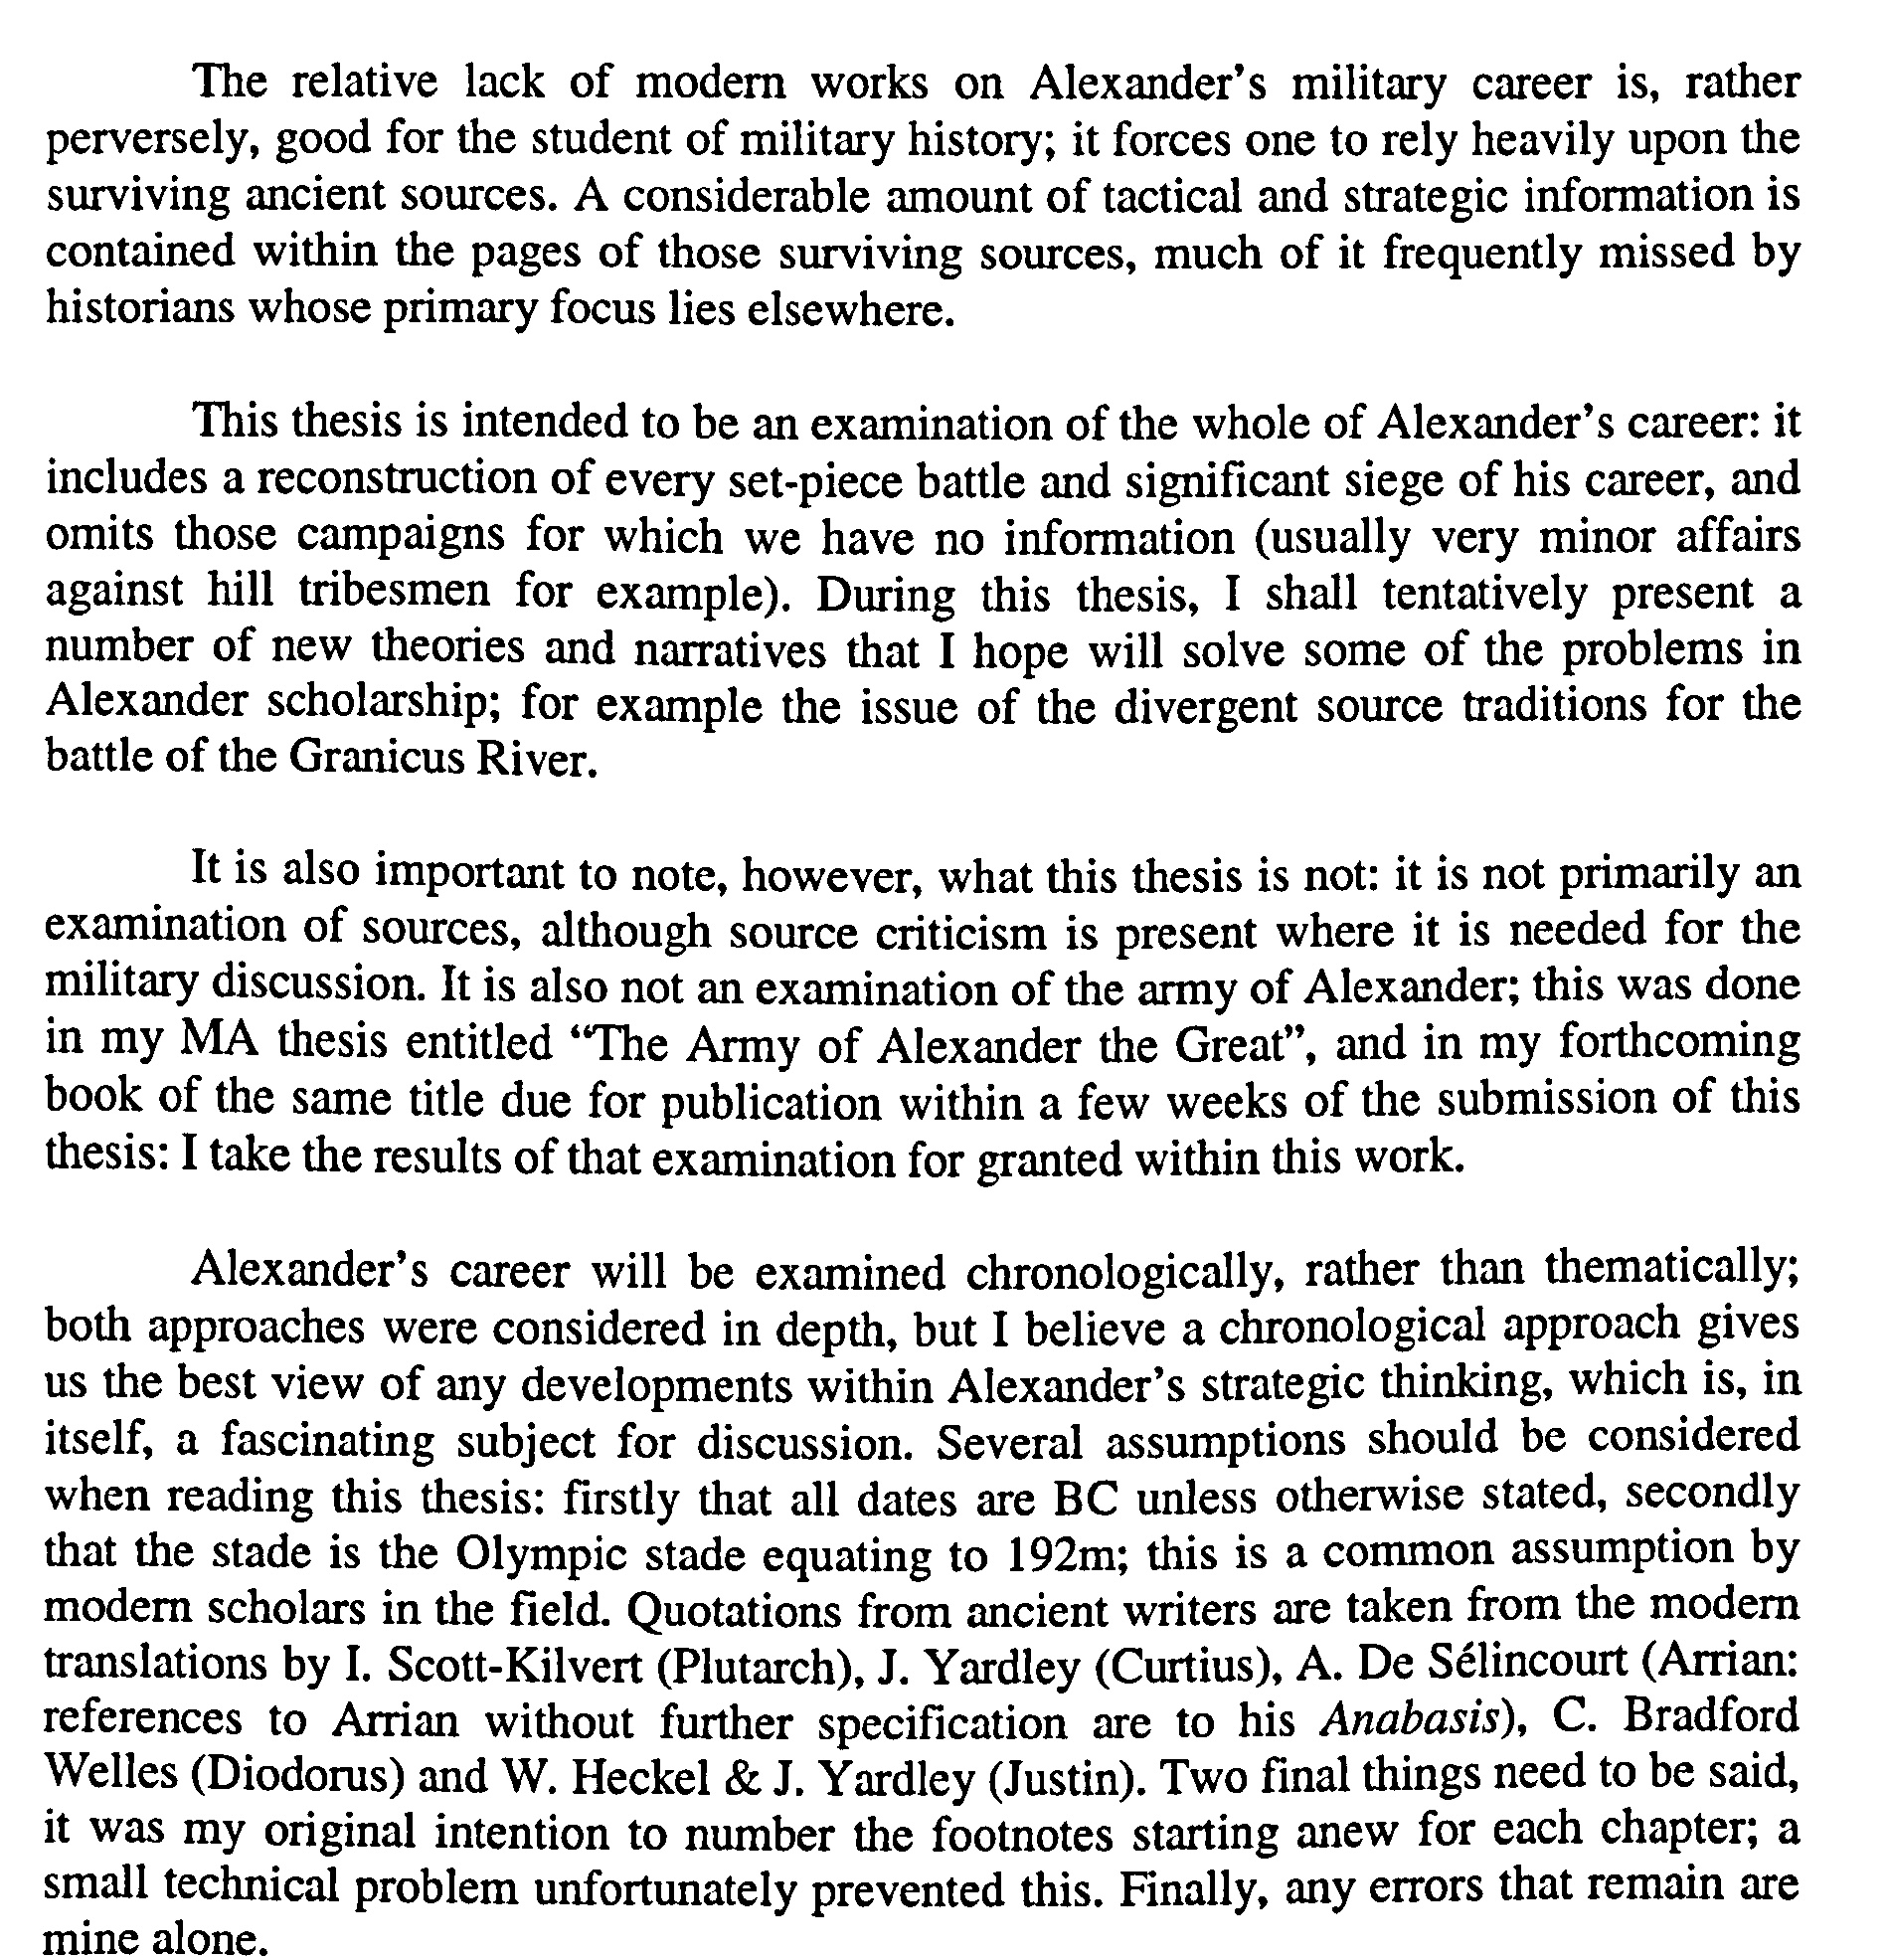 The relative lack of modern works on Alexander's military career is, rather
perversely, good for the student of military history; it forces one to rely heavily upon the
surviving ancient sources. A considerable amount of tactical and strategic information is
contained within the pages of those surviving sources, much of it frequently missed by
historians whose primary focus lies elsewhere.
This thesis is intended to be an examination of the whole of Alexander's career: it
includes a reconstruction of every set-piece battle and significant siege of his career, and
omits those campaigns for which we have no information (usually very minor affairs
against hill tribesmen for example). During this thesis, I shall tentatively present a
number of new theories and narratives that I hope will solve some of the problems in
Alexander scholarship; for example the issue of the divergent source traditions for the
battle of the Granicus River.
It is also important to note, however, what this thesis is not: it is not primarily an
examination of sources, although source criticism is present where it is needed for the
military discussion. It is also not an examination of the army of Alexander; this was done
in my MA thesis entitled “The Army of Alexander the Great”, and in my forthcoming
book of the same title due for publication within a few weeks of the submission of this
thesis: I take the results of that examination for granted within this work.
Alexander's career will be examined chronologically, rather than thematically;
both approaches were considered in depth, but I believe a chronological approach gives
us the best view of any developments within Alexander's strategic thinking, which is, in
itself, a fascinating subject for discussion. Several assumptions should be considered
when reading this thesis: firstly that all dates are BC unless otherwise stated, secondly
that the stade is the Olympic stade equating to 192m; this is a common assumption by
modern scholars in the field. Quotations from ancient writers are taken from the modern
translations by I. Scott-Kilvert (Plutarch), J. Yardley (Curtius), A. De Sélincourt (Arrian:
references to Arrian without further specification are to his Anabasis), C. Bradford
Welles (Diodorus) and W. Heckel & J. Yardley (Justin). Two final things need to be said,
it was my original intention to number the footnotes starting anew for each chapter; a
small technical problem unfortunately prevented this. Finally, any errors that remain are
mine alone.